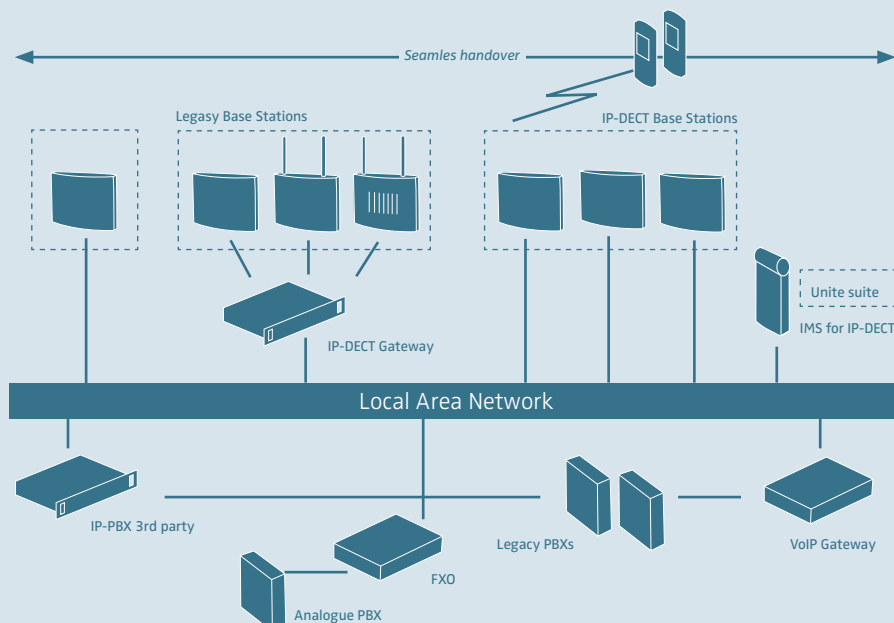 Seamles handover
Legasy Base Stations
IP-DECT Base Stations
Unite suite
IP-DECT Gateway
IMS for IP-DECT
Local Area Network
IP-PBX 3rd party
Legacy PBXs
VoIP Gateway
FXO
Analogue PBX